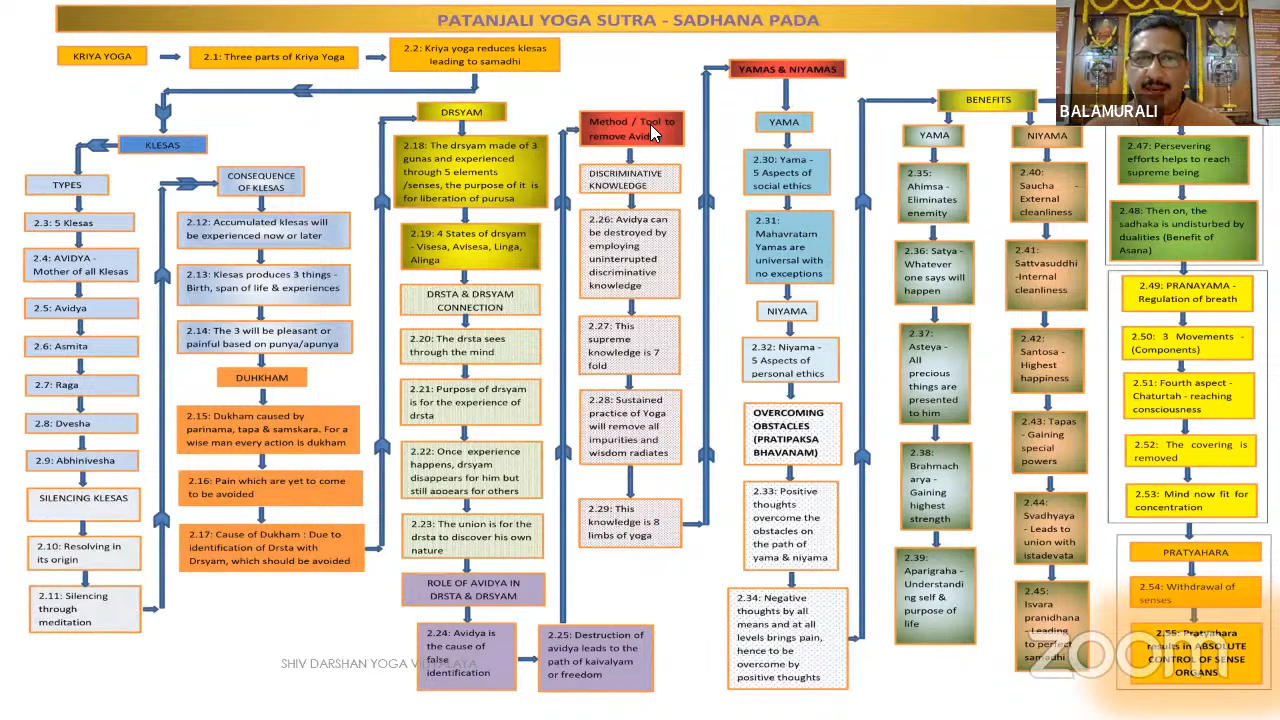 PATANJALI YOGA SUTRA - SADHANA PADA
KRIYA YOGA
2.1: Three parts of Kriya Yoga
2.2: Kriya yoga reduces klesas
leading to samadhi
KLESAS
TYPES
2.3: 5 Klesas
2.4: AVIDYA -
Mother of all Klesas
2.5: Avidya
2.6: Asmita
2.7: Raga
2.8: Dvesha
2.9: Abhinivesha
SILENCING KLESAS
2.10: Resolving in
its origin
2.11: Silencing
through
meditation
CONSEQUENCE
OF KLESAS
2.12: Accumulated klesas will
be experienced now or later
2.13: Klesas produces 3 things -
Birth, span of life & experiences
2.14: The 3 will be pleasant or
painful based on punya/apunya
DUHKHAM
2.15: Dukham caused by
parinama, tapa & samskara. For a
wise man every action is dukham
2.16: Pain which are yet to come
to be avoided
2.17: Cause of Dukham : Due to
identification of Drsta with
Drsyam, which should be avoided
DRSYAM
2.18: The drsyam made of 3
gunas and experienced
through 5 elements
/senses, the purpose of it is
for liberation of purusa
2.19: 4 States of drsyam
- Visesa, Avisesa, Linga,
Alinga
DRSTA & DRSYAM
CONNECTION
2.20: The drsta sees
through the mind
2.21: Purpose of drsyam
is for the experience of
drsta
2.22: Once experience
happens, drsyam
disappears for him but
still appears for others
2.23: The union is for the
drsta to discover his own
nature
ROLE OF AVIDYA IN
DRSTA & DRSYAM
2.24: Avidya is
the cause of
false
identification
2.25: Destruction of
avidya leads to the
path of kaivalyam
or freedom
SHIV DARSHAN YOGA VIDYALAYA
Method / Tool to
remove
DISCRIMINATIVE
KNOWLEDGE
2.26: Avidya can
be destroyed by
employing
uninterrupted
discriminative
knowledge
2.27: This
supreme
knowledge is 7
fold
2.28: Sustained
practice of Yoga
will remove all
impurities and
wisdom radiates
2.29: This
knowledge is 8
limbs of yoga
YAMAS & NIYAMAS
YAMA
2.30: Yama -
5 Aspects of
social ethics
2.31:
Mahavratam
Yamas are
universal with
no exceptions
NIYAMA
2.32: Niyama -
5 Aspects of
personal ethics
OVERCOMING
OBSTACLES
(PRATIPAKSA
BHAVANAM)
2.33: Positive
thoughts
overcome the
obstacles on
the path of
yama & niyama
2.34: Negative
thoughts by all
means and at all
levels brings pain,
hence to be
overcome by
positive thoughts
BENEFITS
YAMA
2.35:
Ahimsa -
Eliminates
enemity
2.36: Satya -
Whatever
one says will
happen
2.37:
Asteya -
All
precious
things are
presented
to him
2.38:
Brahmach
arya -
Gaining
highest
strength
2.39:
Aparigraha -
Understandi
ng self &
purpose of
life
NIYAMA
2.40:
Saucha -
External
cleanliness
2.41:
Sattvasuddhi
-Internal
cleanliness
2.42:
Santosa -
Highest
happiness
2.43: Tapas -
Gaining
special
powers
2.44:
Svadhyaya
- Leads to
union with
istadevata
2.45:
Isvara
pranidhana
- Leading
to perfect
samadhi
BALAMURALI
2.47: Persevering
efforts helps to reach
supreme being
2.48: Then on, the
sadhaka is undisturbed by
dualities (Benefit of
Asana)
2.49: PRANAYAMA -
Regulation of breath
2.50: 3 Movements -
(Components)
2.51: Fourth aspect -
Chaturtah - reaching
consciousness
2.52: The covering is
removed
2.53: Mind now fit for
concentration
PRATYAHARA
2.54: Withdrawal of
senses
2.55: Pratyahara
results in ABSOLUTE
CONTROL OF SENSE
ORGANS
zoom